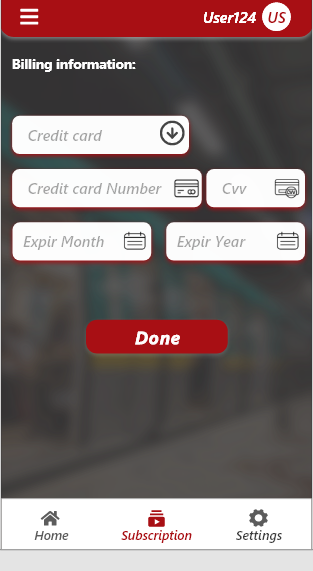 User124 US
Billing information:
Credit card
Credit card Number Cvv
Expir Month Expir Year
Done
Home Subscription Settings